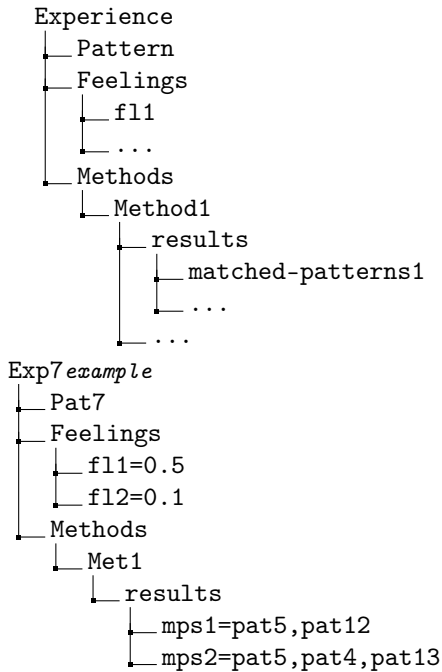 Experience
Pattern
Feelings
fl1
...
Methods
Method1
results
matched-patterns1
...
...
Exp7example
Pat7
Feelings
fl1=0.5
fl2=0.1
Methods
Met1
results
mps1=pat5,pat12
mps2=pat5,pat4,pat13